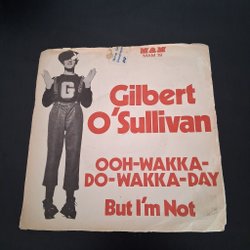 MAM
G
Gilbert
O'Sullivan
OOH-WAKKA-
DO-WAKKA-DAY
But I'm Not